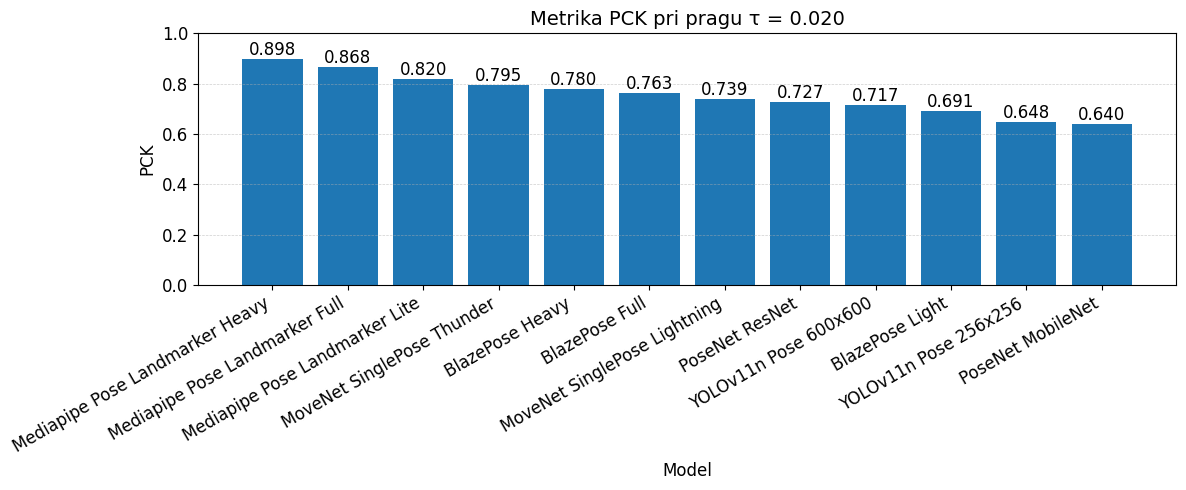 Metrika PCK pri pragu τ = 0.020
PCK
1.0
0.8
0.6
0.4
0.2
0.0
0.898
0.868
0.820
0.795
0.780
0.763
0.739
0.727
0.717
0.691
0.648
0.640
Mediapipe Pose Landmarker Heavy
Mediapipe Pose Landmarker Full
Mediapipe Pose Landmarker Lite
MoveNet SinglePose Thunder
BlazePose Heavy
BlazePose Full
MoveNet SinglePose Lightning
PoseNet ResNet
YOLOv11n Pose 600x600
BlazePose Light
YOLOv11n Pose 256x256
PoseNet MobileNet
Model